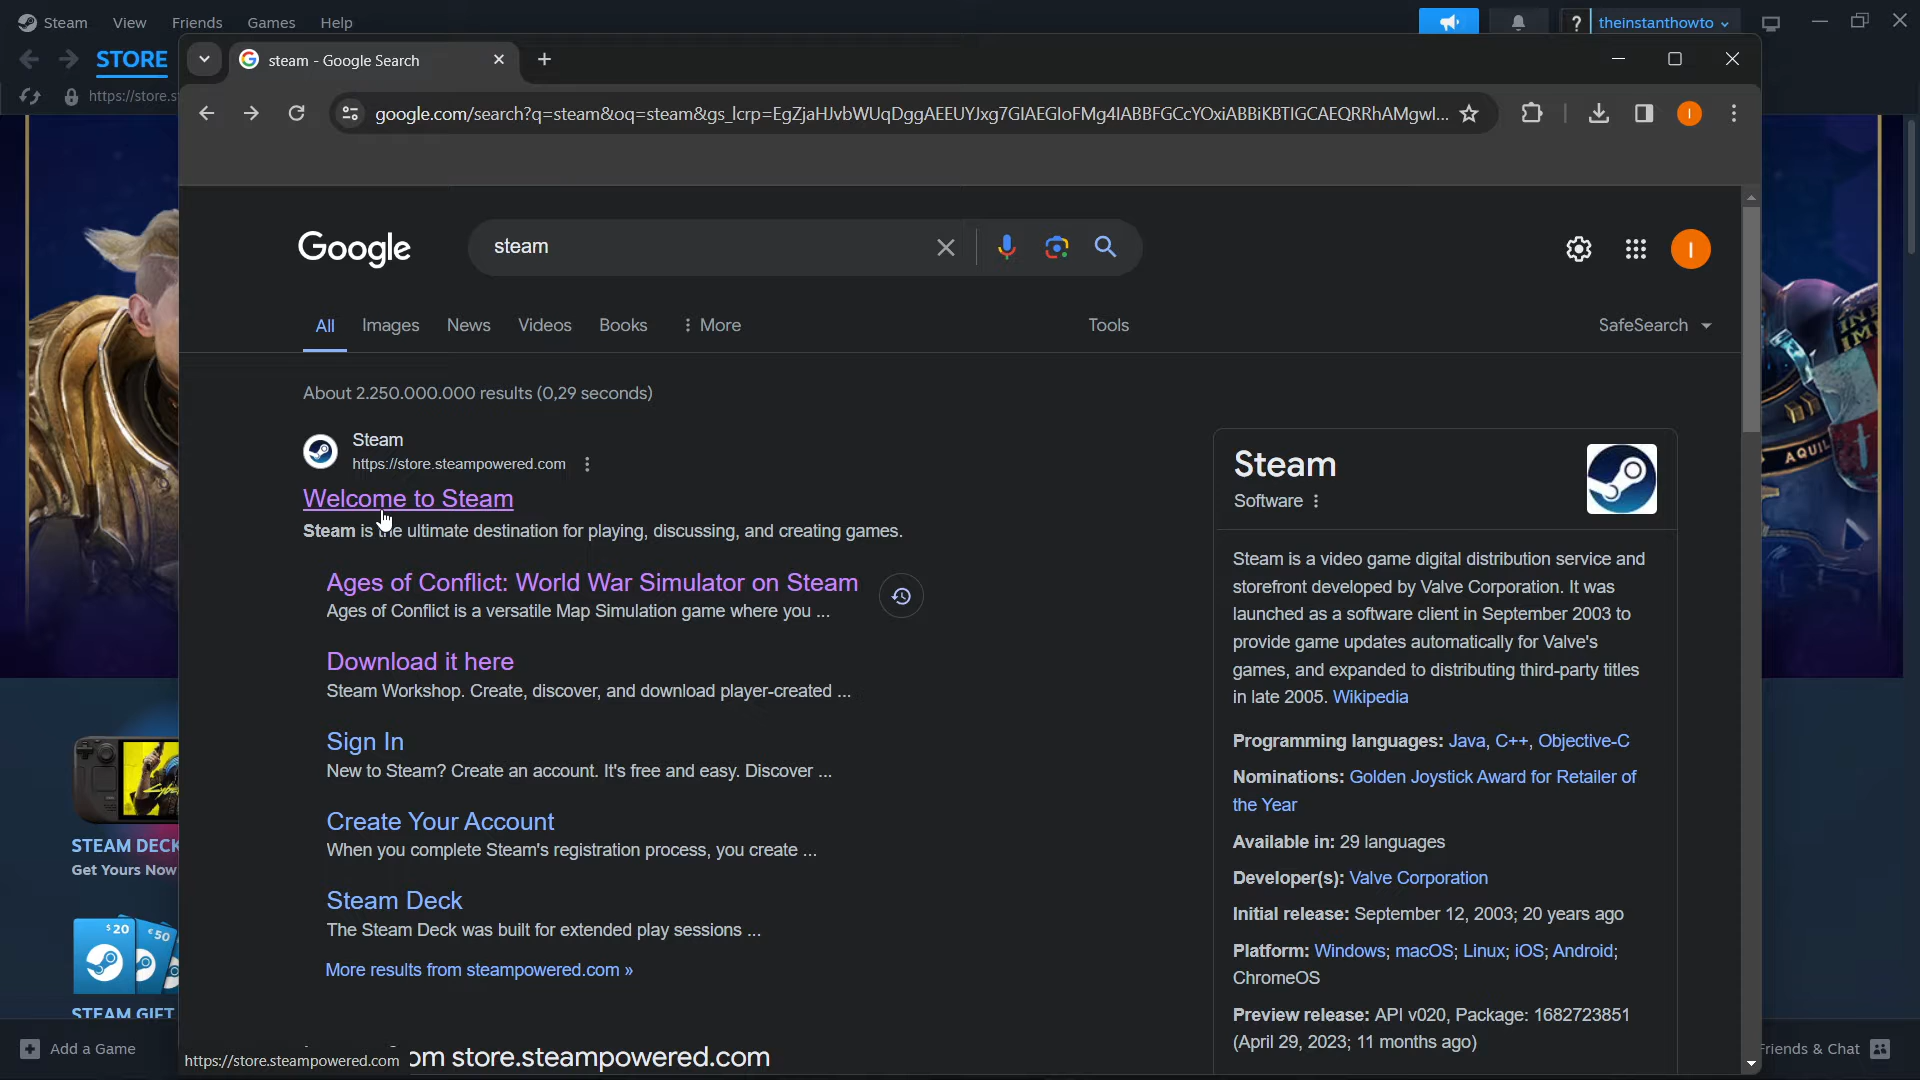 Steam View Friends Games Help
? theinstanthowto
STORE
steam - Google Search
https://store.s
google.com/search?q=steam&oq=steam&gs_lcrp=EgZjaHJvbWUqDggAEEUYJxg7GIAEGIoFMg4IABBFGCcYOxiABBiKBTIGCAEQRRhAMgwI...
Google
steam
All Images News Videos Books More Tools SafeSearch
About 2.250.000.000 results (0,29 seconds)
Steam
https://store.steampowered.com
Welcome to Steam
Steam is the ultimate destination for playing, discussing, and creating games.
Ages of Conflict: World War Simulator on Steam
Ages of Conflict is a versatile Map Simulation game where you ...
Download it here
Steam Workshop. Create, discover, and download player-created ...
Sign In
New to Steam? Create an account. It's free and easy. Discover ...
Create Your Account
When you complete Steam's registration process, you create ...
Steam Deck
The Steam Deck was built for extended play sessions ...
More results from steampowered.com »
Steam
Software
Steam is a video game digital distribution service and
storefront developed by Valve Corporation. It was
launched as a software client in September 2003 to
provide game updates automatically for Valve's
games, and expanded to distributing third-party titles
in late 2005. Wikipedia
Programming languages: Java, C++, Objective-C
Nominations: Golden Joystick Award for Retailer of
the Year
Available in: 29 languages
Developer(s): Valve Corporation
Initial release: September 12, 2003; 20 years ago
Platform: Windows; macOS; Linux; iOS; Android;
ChromeOS
Preview release: API v020, Package: 1682723851
(April 29, 2023; 11 months ago)
STEAM DECK
Get Yours Now
$20
€50
STEAM GIFT
Add a Game
https://store.steampowered.com
om store.steampowered.com
Friends & Chat
I
I
AQUIL